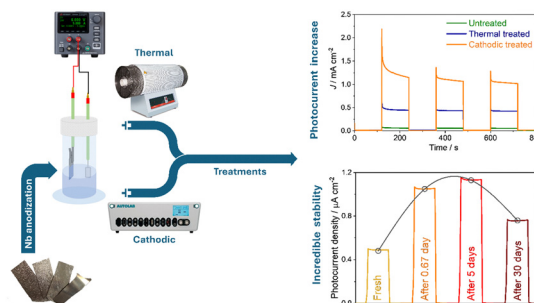 Thermal
Nb anodization
Treatments
AUTOLAB
Cathodic
Photocurrent increase
J / mA cm-2
2.5
2.0
1.5
1.0
0.5
0.0
Untreated
Thermal treated
Cathodic treated
0
200
400
600
80
Time / s
Incredible stability
Photocurrent density / μA cm-2
1.2
0.8
0.4
0.0
Fresh
After 0.67 day
After 5 days
After 30 days